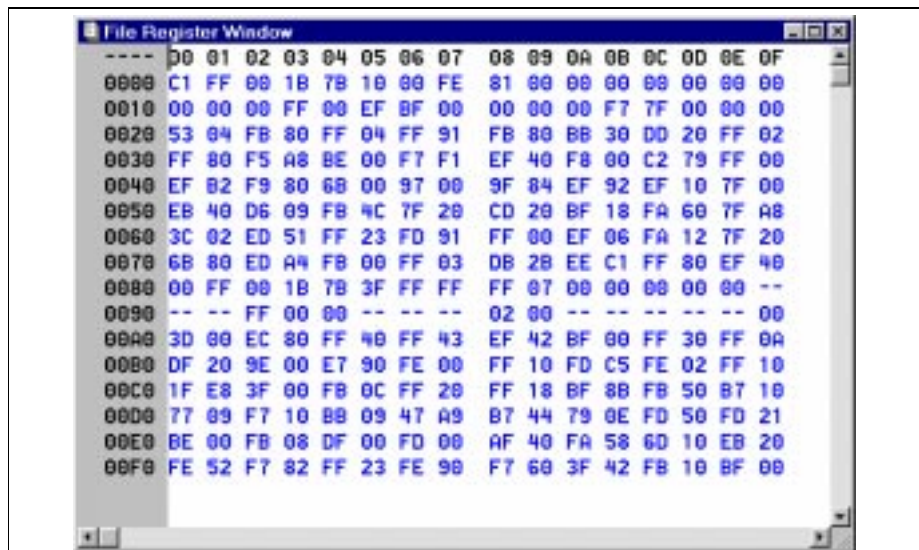 File Register Window
---- 00 01 02 03 04 05 06 07 08 09 0A 0B 0C 0D 0E 0F
0000 C1 FF 00 1B 7B 10 00 FE 81 00 00 00 00 00 00 00
0010 00 00 00 FF 00 EF BF 00 00 00 00 F7 7F 00 00 00
0020 53 04 FB 80 FF 04 FF 91 FB 80 BB 30 DD 20 FF 02
0030 FF 80 F5 A8 BE 00 F7 F1 EF 40 F8 00 C2 79 FF 00
0040 EF B2 F9 80 6B 00 97 00 9F 84 EF 92 EF 10 7F 00
0050 EB 40 D6 09 FB 4C 7F 20 CD 20 BF 18 FA 60 7F A8
0060 3C 02 ED 51 FF 23 FD 91 FF 00 EF 06 FA 12 7F 20
0070 6B 80 ED A4 FB 00 FF 03 DB 2B EE C1 FF 80 EF 40
0080 00 FF 00 1B 7B 3F FF FF FF 07 00 00 00 00 00 --
0090 -- -- FF 00 00 -- -- -- 02 00 -- -- -- -- -- 00
00A0 3D 00 EC 80 FF 40 FF 43 EF 42 BF 00 FF 30 FF 0A
00B0 DF 20 9E 00 E7 90 FE 00 FF 10 FD C5 FE 02 FF 10
00C0 1F E8 3F 00 FB 0C FF 20 FF 18 BF 8B FB 50 B7 10
00D0 77 09 F7 10 BB 09 47 A9 B7 44 79 0E FD 50 FD 21
00E0 BE 00 FB 08 DF 00 FD 00 AF 40 FA 58 6D 10 EB 20
00F0 FE 52 F7 82 FF 23 FE 90 F7 60 3F 42 FB 10 BF 00